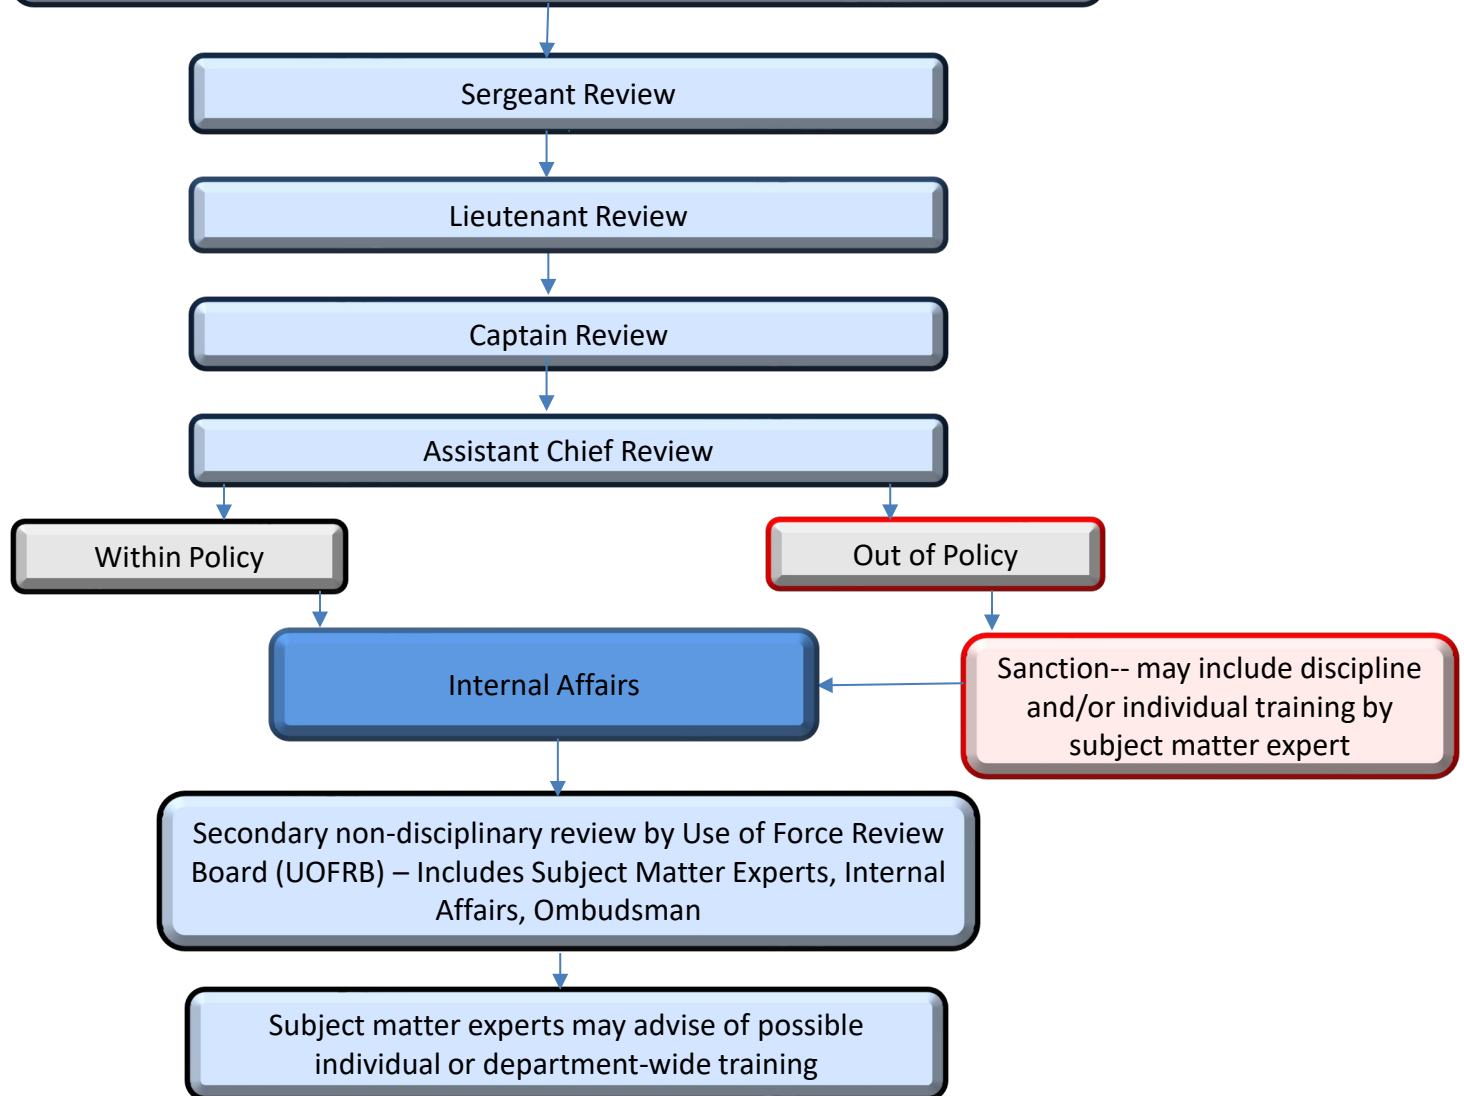 Sergeant Review
Lieutenant Review
Captain Review
Assistant Chief Review
Within Policy
Out of Policy
Internal Affairs
Sanction-- may include discipline
and/or individual training by
subject matter expert
Secondary non-disciplinary review by Use of Force Review
Board (UOFRB) – Includes Subject Matter Experts, Internal
Affairs, Ombudsman
Subject matter experts may advise of possible
individual or department-wide training